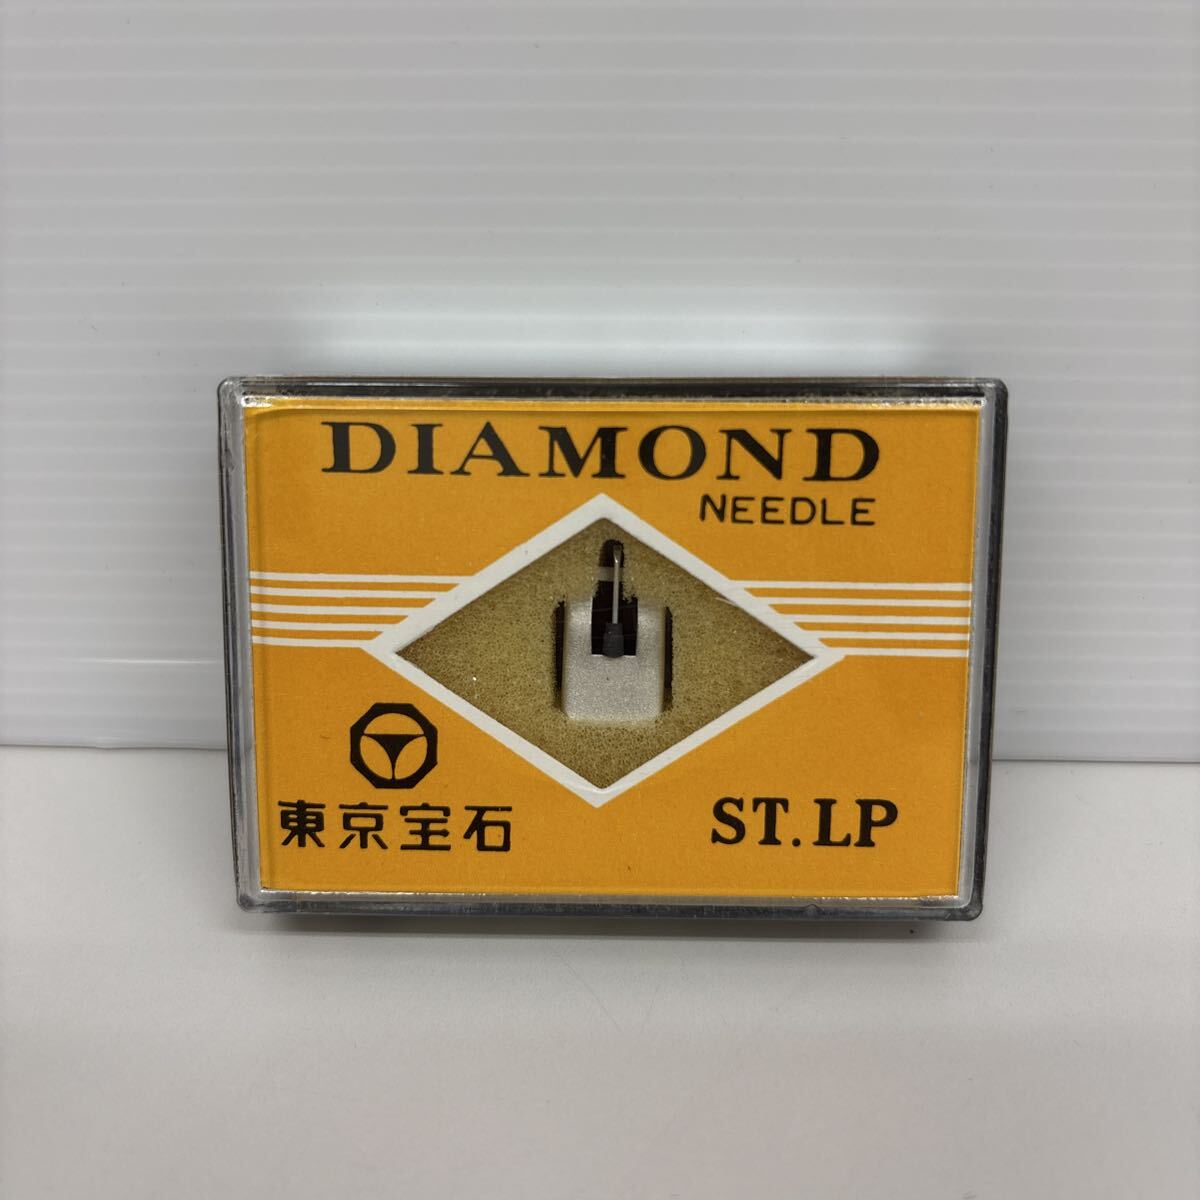 DIAMOND
NEEDLE
東京宝石
ST.LP